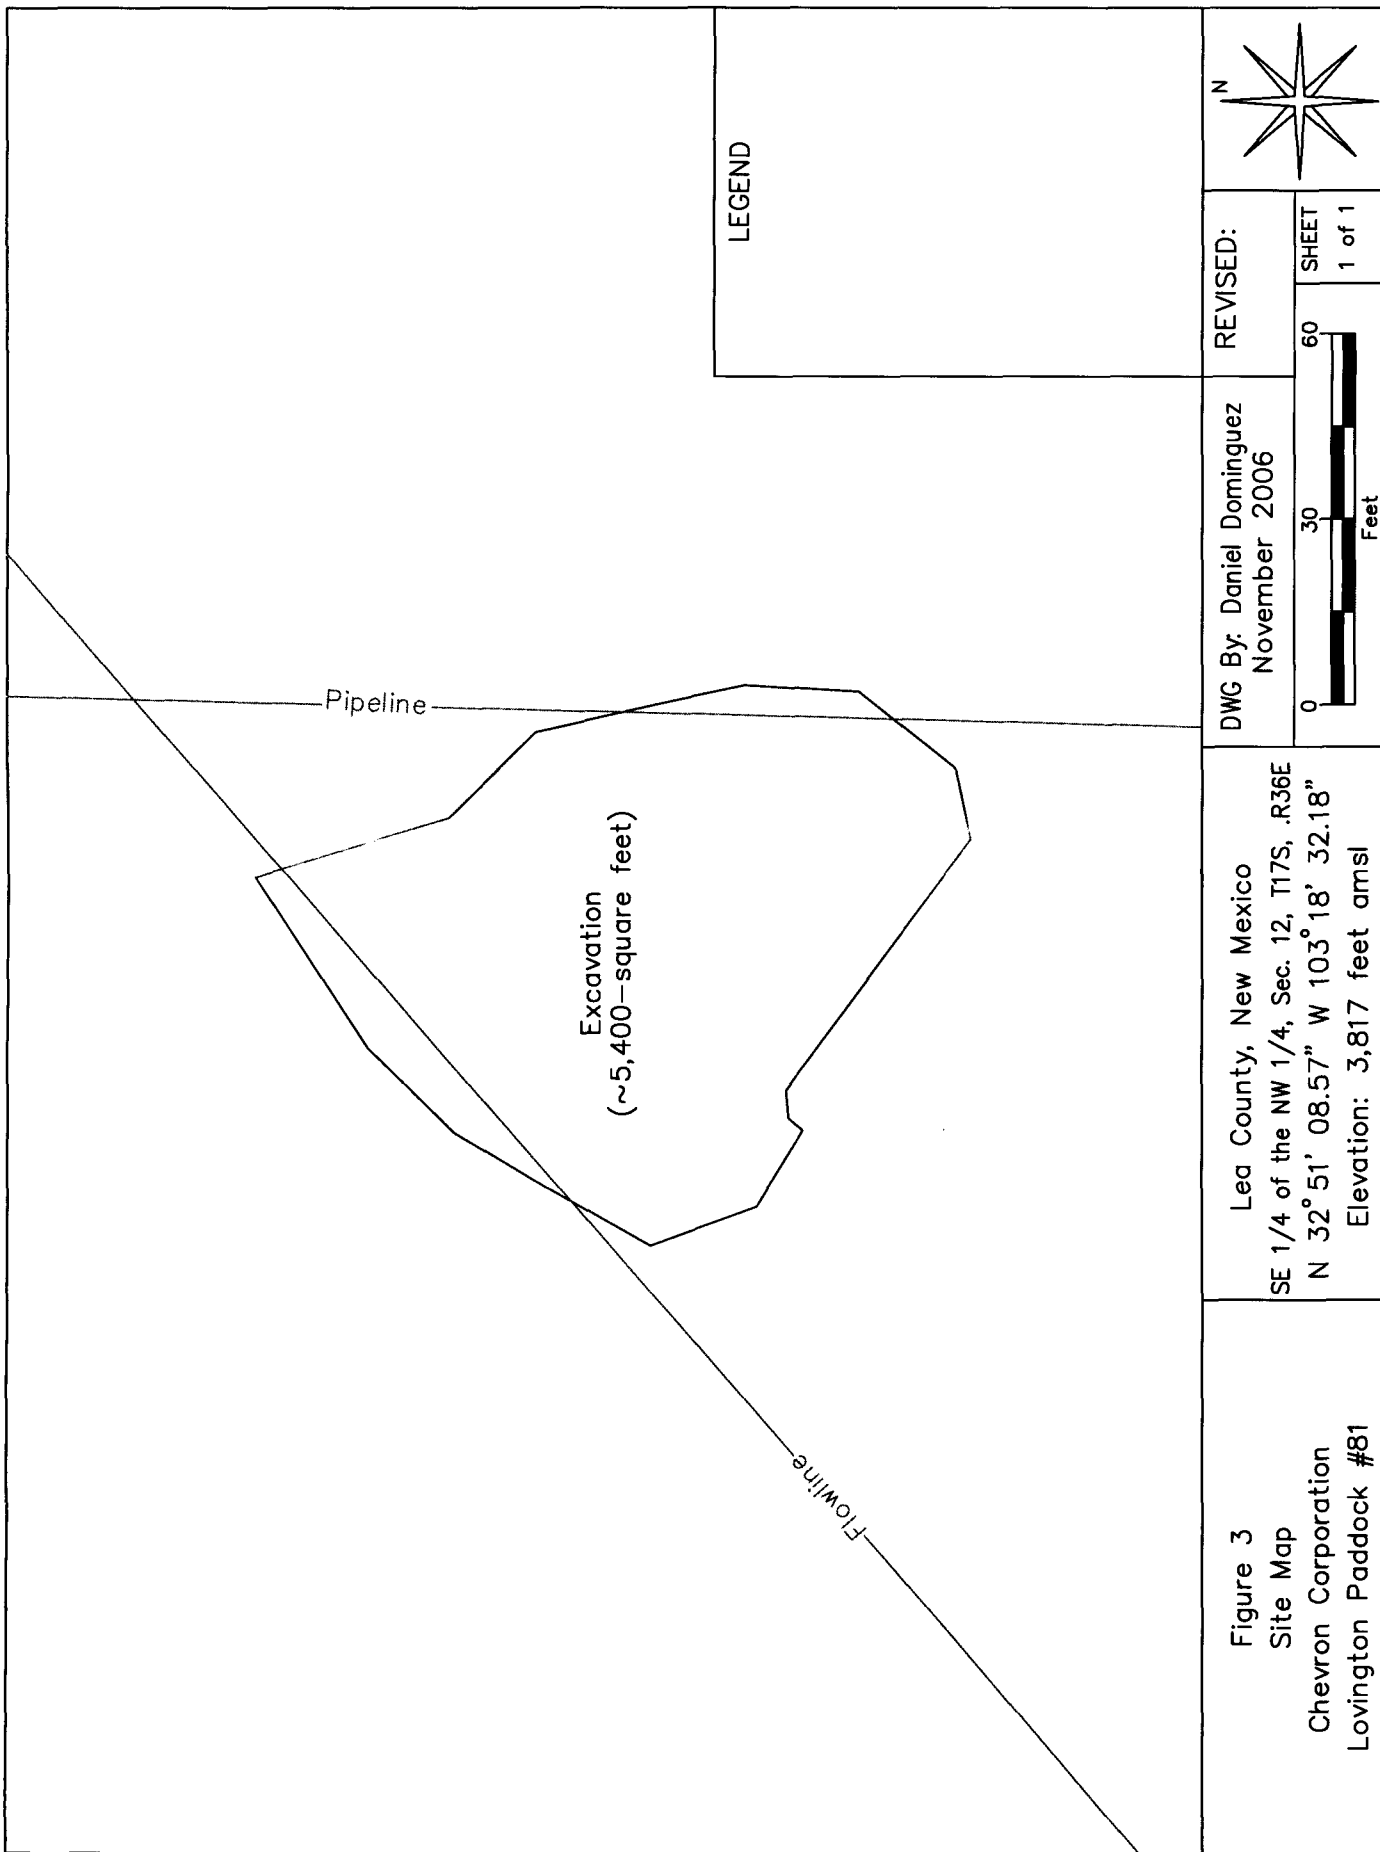 Pipeline
Flowline
Excavation
(~5,400-square feet)
LEGEND
Figure 3
Site Map
Chevron Corporation
Lovington Paddock #81
Lea County, New Mexico
SE 1/4 of the NW 1/4, Sec. 12, T17S, .R36E
N 32° 51' 08.57" W 103° 18' 32.18"
Elevation: 3,817 feet amsl
DWG By: Daniel Dominguez
November 2006
REVISED:
0 30 60
Feet
SHEET
1 of 1
N